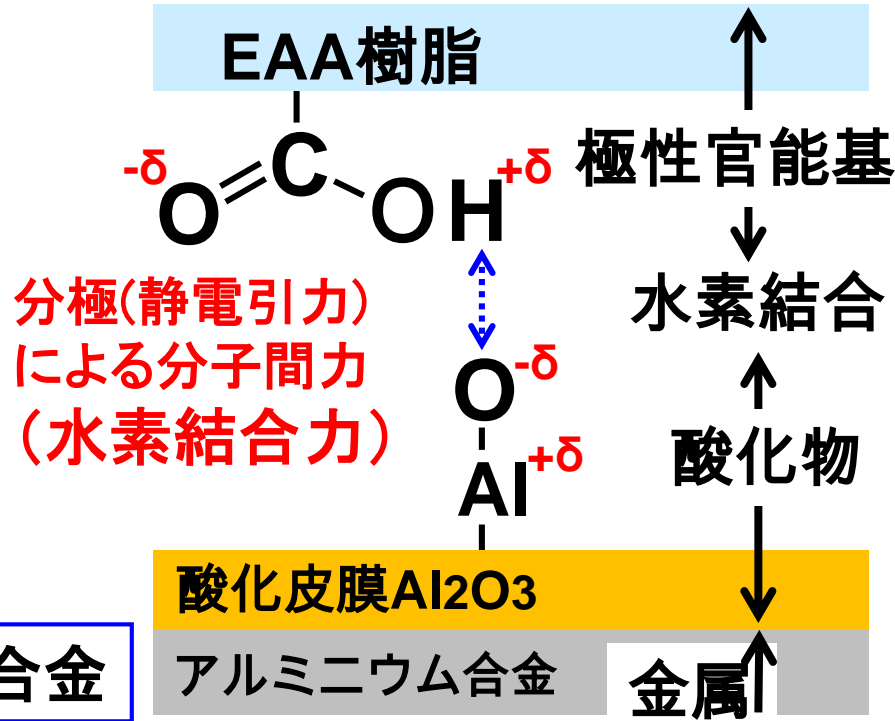 EAA樹脂
極性官能基
-δ
C
O
O
H
+δ
分極(静電引力)
による分子間力
(水素結合力)
水素結合
O
-δ
Al
+δ
酸化物
酸化皮膜Al2O3
アルミニウム合金
合金
金属